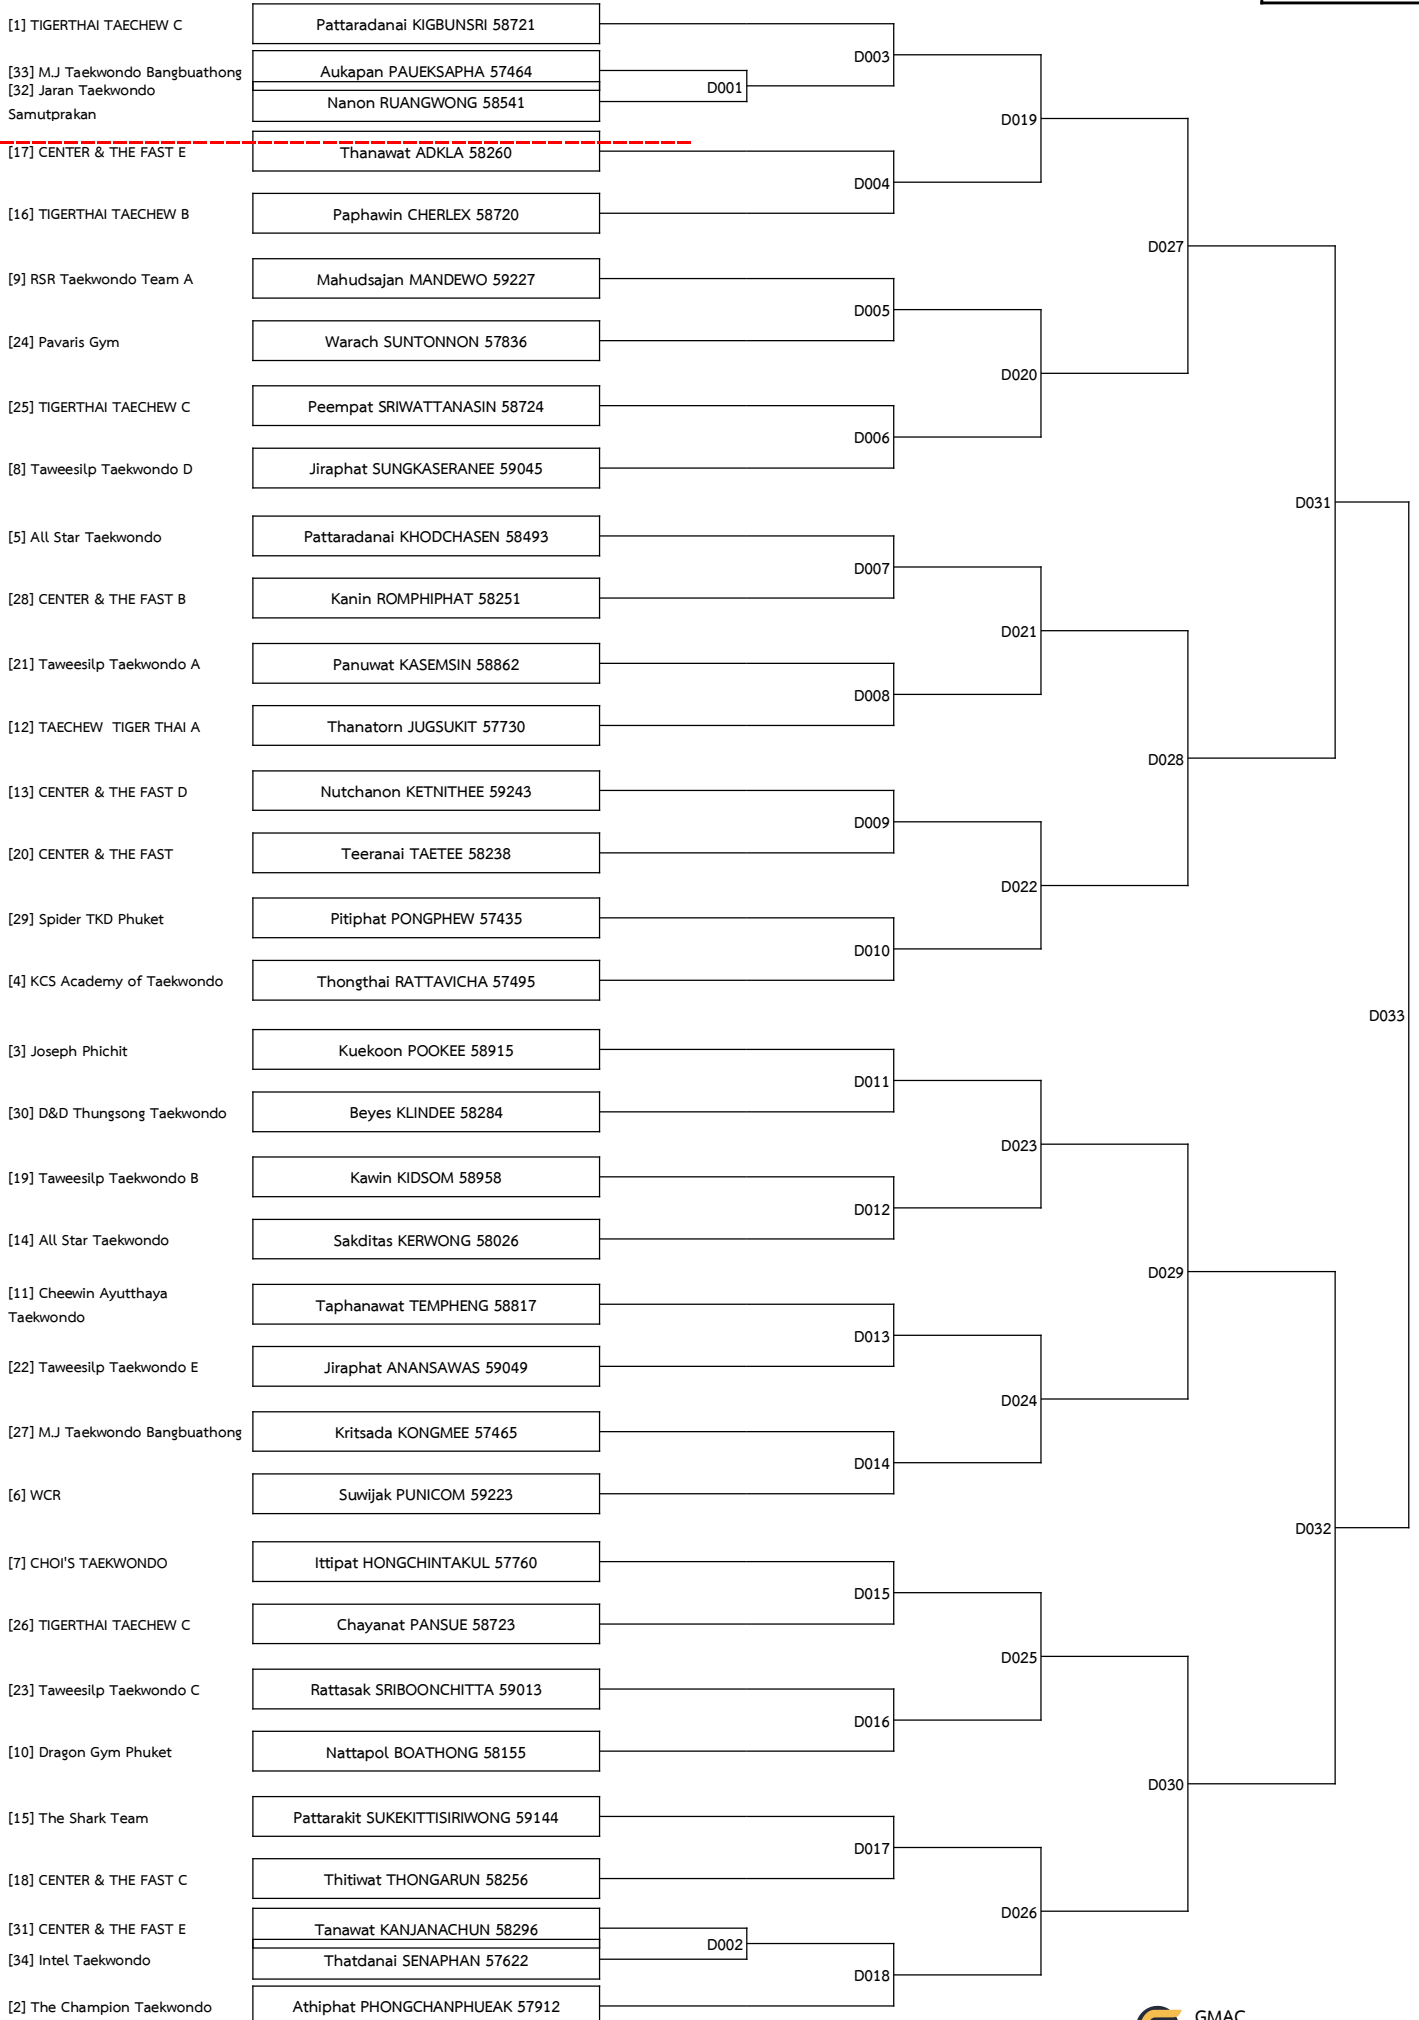 [1] TIGERTHAI TAECHEW C Pattaradanai KIGBUNSRI 58721
D003
[33] M.J Taekwondo Bangbuathong Aukapan PAUEKSAPHA 57464
D001
[32] Jaran Taekwondo
Samutprakan Nanon RUANGWONG 58541
D019
[17] CENTER & THE FAST E Thanawat ADKLA 58260
D004
[16] TIGERTHAI TAECHEW B Paphawin CHERLEX 58720
D027
[9] RSR Taekwondo Team A Mahudsajan MANDEWO 59227
D005
[24] Pavaris Gym Warach SUNTONNON 57836
D020
[25] TIGERTHAI TAECHEW C Peempat SRIWATTANASIN 58724
D006
[8] Taweesilp Taekwondo D Jiraphat SUNGKASERANEE 59045
D031
[5] All Star Taekwondo Pattaradanai KHODCHASEN 58493
D007
[28] CENTER & THE FAST B Kanin ROMPHIPHAT 58251
D021
[21] Taweesilp Taekwondo A Panuwat KASEMSIN 58862
D008
[12] TAECHEW  TIGER THAI A Thanatorn JUGSUKIT 57730
D028
[13] CENTER & THE FAST D Nutchanon KETNITHEE 59243
D009
[20] CENTER & THE FAST Teeranai TAETEE 58238
D022
[29] Spider TKD Phuket Pitiphat PONGPHEW 57435
D010
[4] KCS Academy of Taekwondo Thongthai RATTAVICHA 57495
D033
[3] Joseph Phichit Kuekoon POOKEE 58915
D011
[30] D&D Thungsong Taekwondo Beyes KLINDEE 58284
D023
[19] Taweesilp Taekwondo B Kawin KIDSOM 58958
D012
[14] All Star Taekwondo Sakditas KERWONG 58026
D029
[11] Cheewin Ayutthaya
Taekwondo Taphanawat TEMPHENG 58817
D013
[22] Taweesilp Taekwondo E Jiraphat ANANSAWAS 59049
D024
[27] M.J Taekwondo Bangbuathong Kritsada KONGMEE 57465
D014
[6] WCR Suwijak PUNICOM 59223
D032
[7] CHOI'S TAEKWONDO Ittipat HONGCHINTAKUL 57760
D015
[26] TIGERTHAI TAECHEW C Chayanat PANSUE 58723
D025
[23] Taweesilp Taekwondo C Rattasak SRIBOONCHITTA 59013
D016
[10] Dragon Gym Phuket Nattapol BOATHONG 58155
D030
[15] The Shark Team Pattarakit SUKEKITTISIRIWONG 59144
D017
[18] CENTER & THE FAST C Thitiwat THONGARUN 58256
D026
[31] CENTER & THE FAST E Tanawat KANJANACHUN 58296
D002
[34] Intel Taekwondo Thatdanai SENAPHAN 57622
D018
[2] The Champion Taekwondo Athiphat PHONGCHANPHUEAK 57912
GMAC